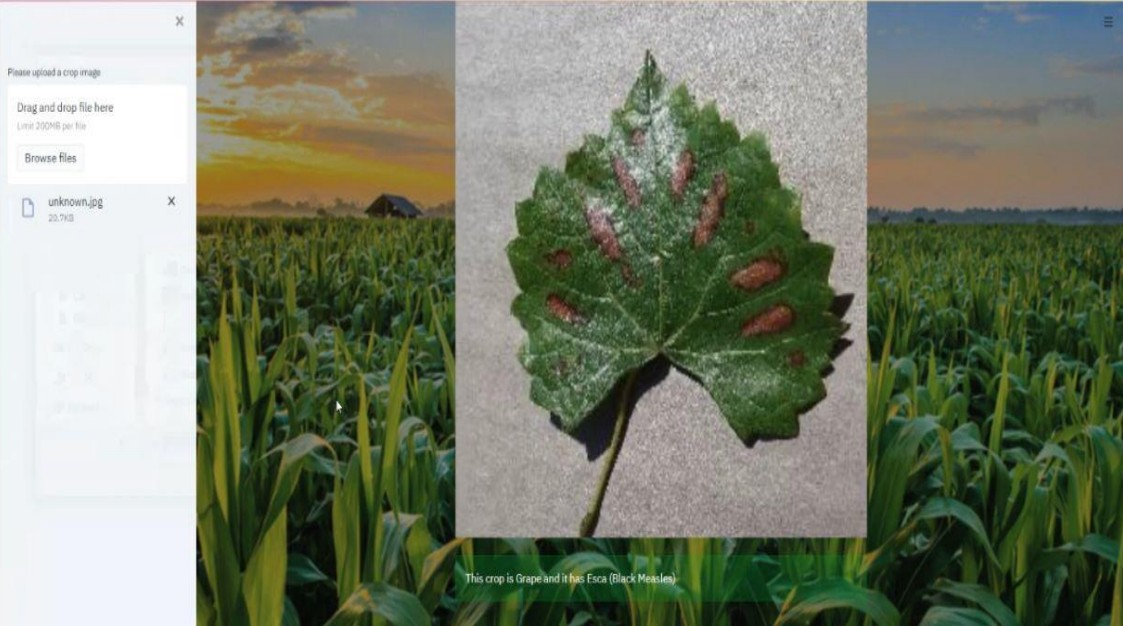 Please upload a crop image
Drag and drop file here
Limit 200MB per file
Browse files
unknown.jpg
20.7KB
This crop is Grape and it has Esca (Black Measles)